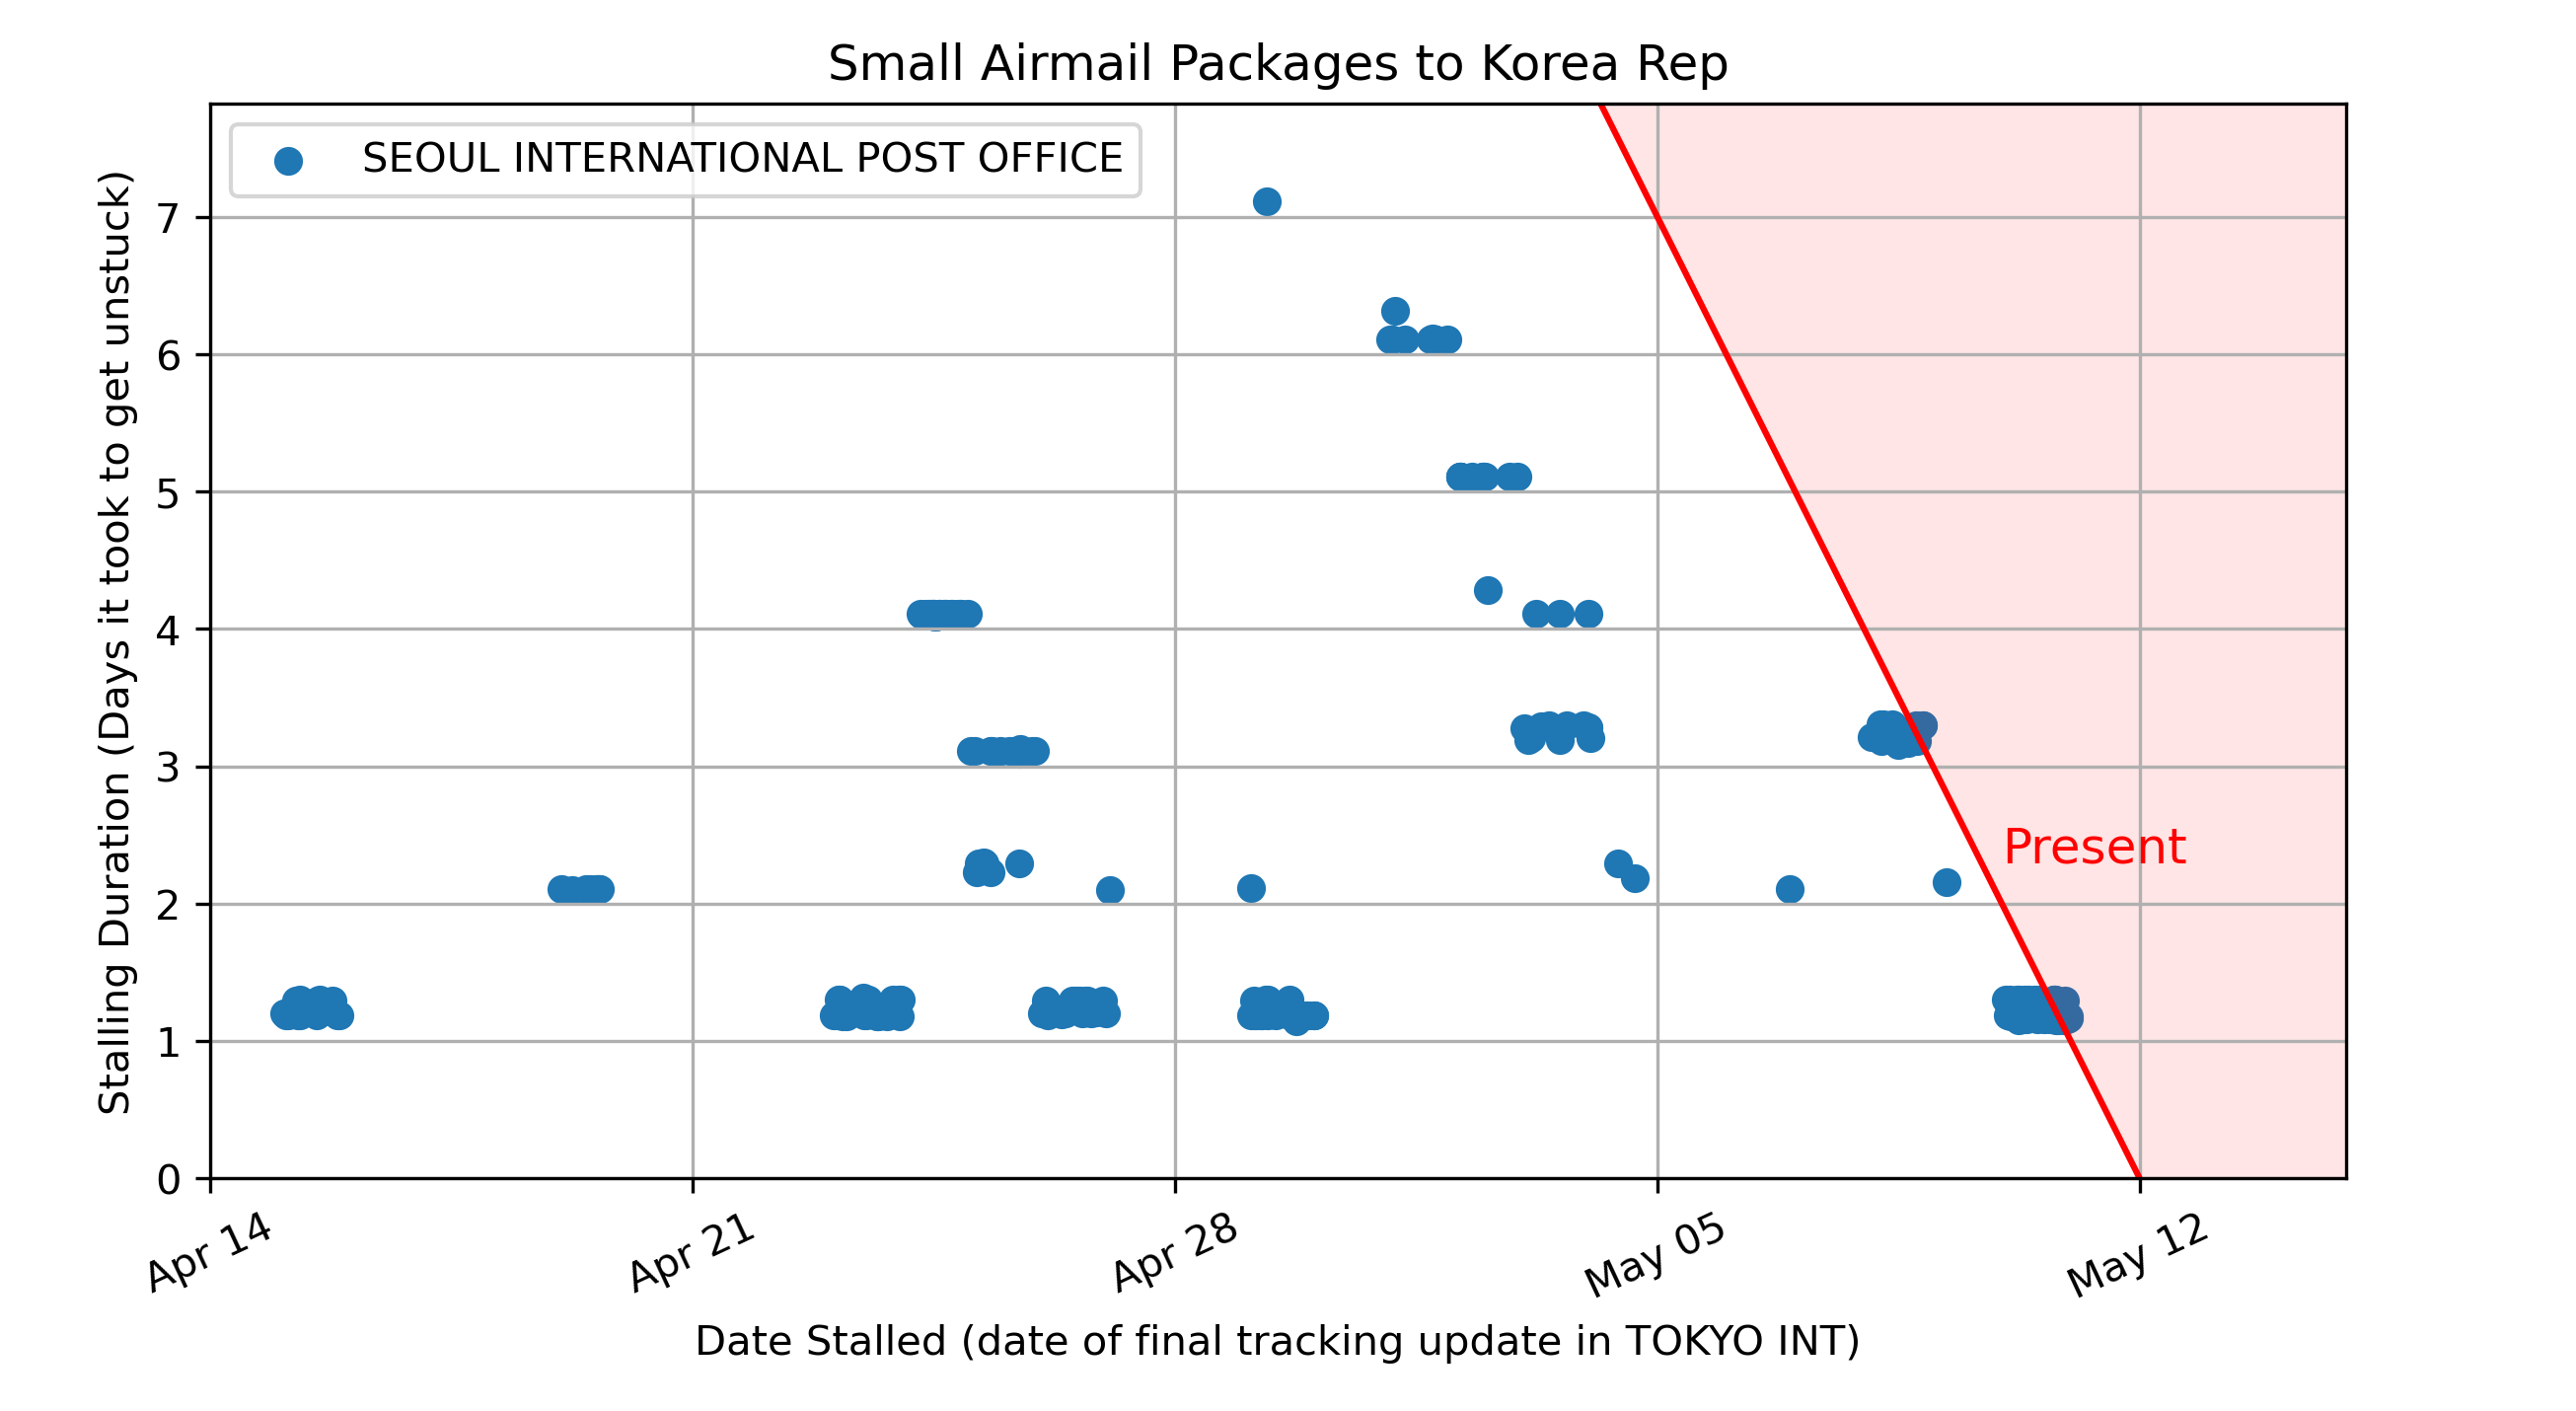 Small Airmail Packages to Korea Rep
SEOUL INTERNATIONAL POST OFFICE
Stalling Duration (Days it took to get unstuck)
7
6
5
4
3
2
1
0
Present
Apr 14
Apr 21
Apr 28
May 05
May 12
Date Stalled (date of final tracking update in TOKYO INT)